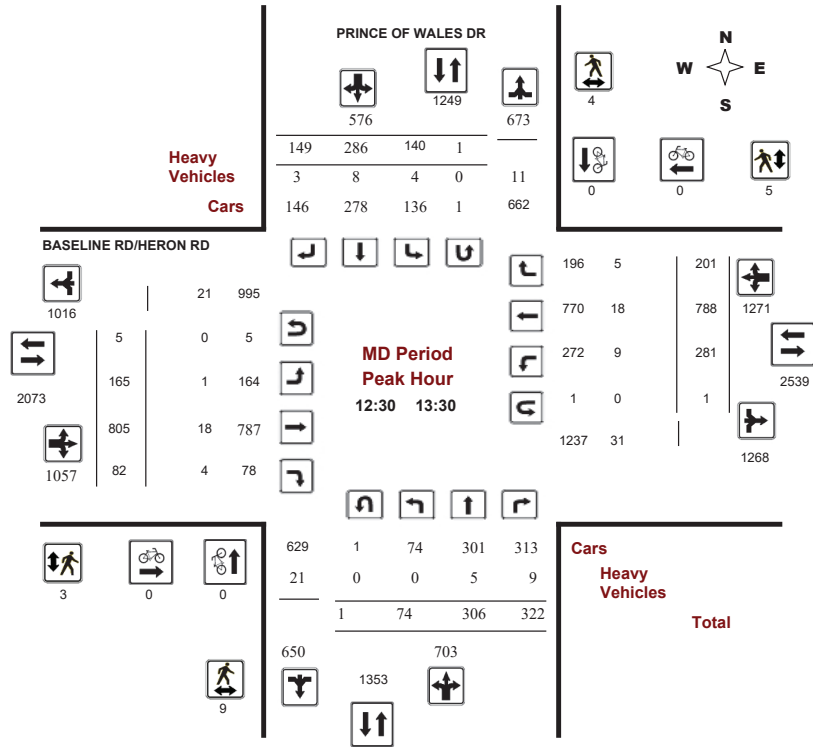 PRINCE OF WALES DR
N
W E
S
1249
4
576 673
149 286 140 1
Heavy
Vehicles
3 8 4 0 11
0 0 5
Cars
146 278 136 1 662
BASELINE RD/HERON RD
196 5 201
1016
21 995
1271
770 18 788
5 0 5
MD Period
Peak Hour
12:30 13:30
272 9 281
2539
2073
165 1 164
1 0 1
805 18 787
1237 31
1268
1057
82 4 78
629 1 74 301 313
Cars
21 0 0 5 9
Heavy
Vehicles
3 0 0
1 74 306 322
Total
650 703
1353
9